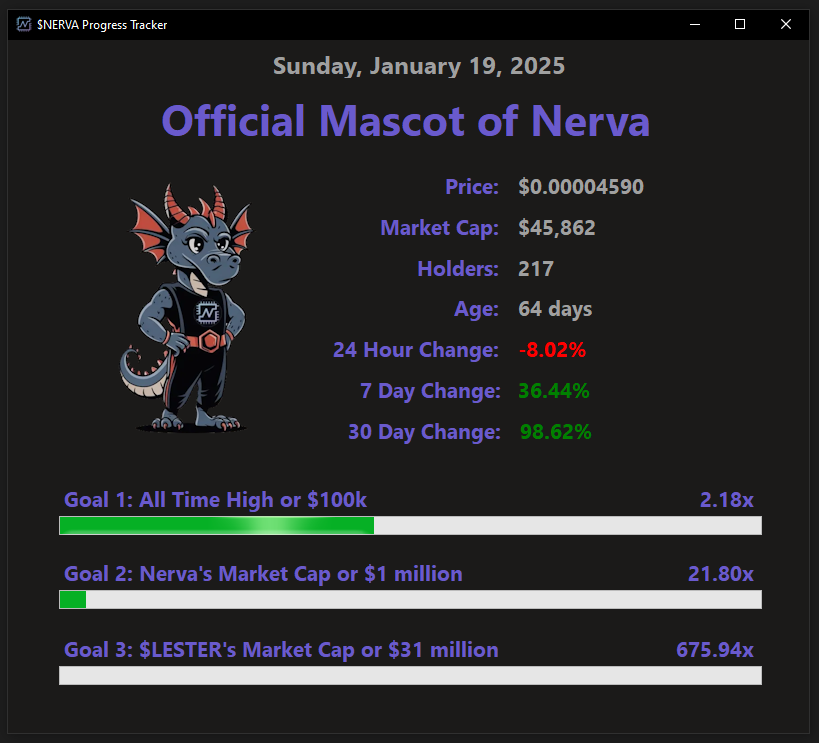 $NERVA Progress Tracker
Sunday, January 19, 2025
Official Mascot of Nerva
Price: $0.00004590
Market Cap: $45,862
Holders: 217
Age: 64 days
24 Hour Change: -8.02%
7 Day Change: 36.44%
30 Day Change: 98.62%
Goal 1: All Time High or $100k 2.18x
Goal 2: Nerva's Market Cap or $1 million 21.80x
Goal 3: $LESTER's Market Cap or $31 million 675.94x